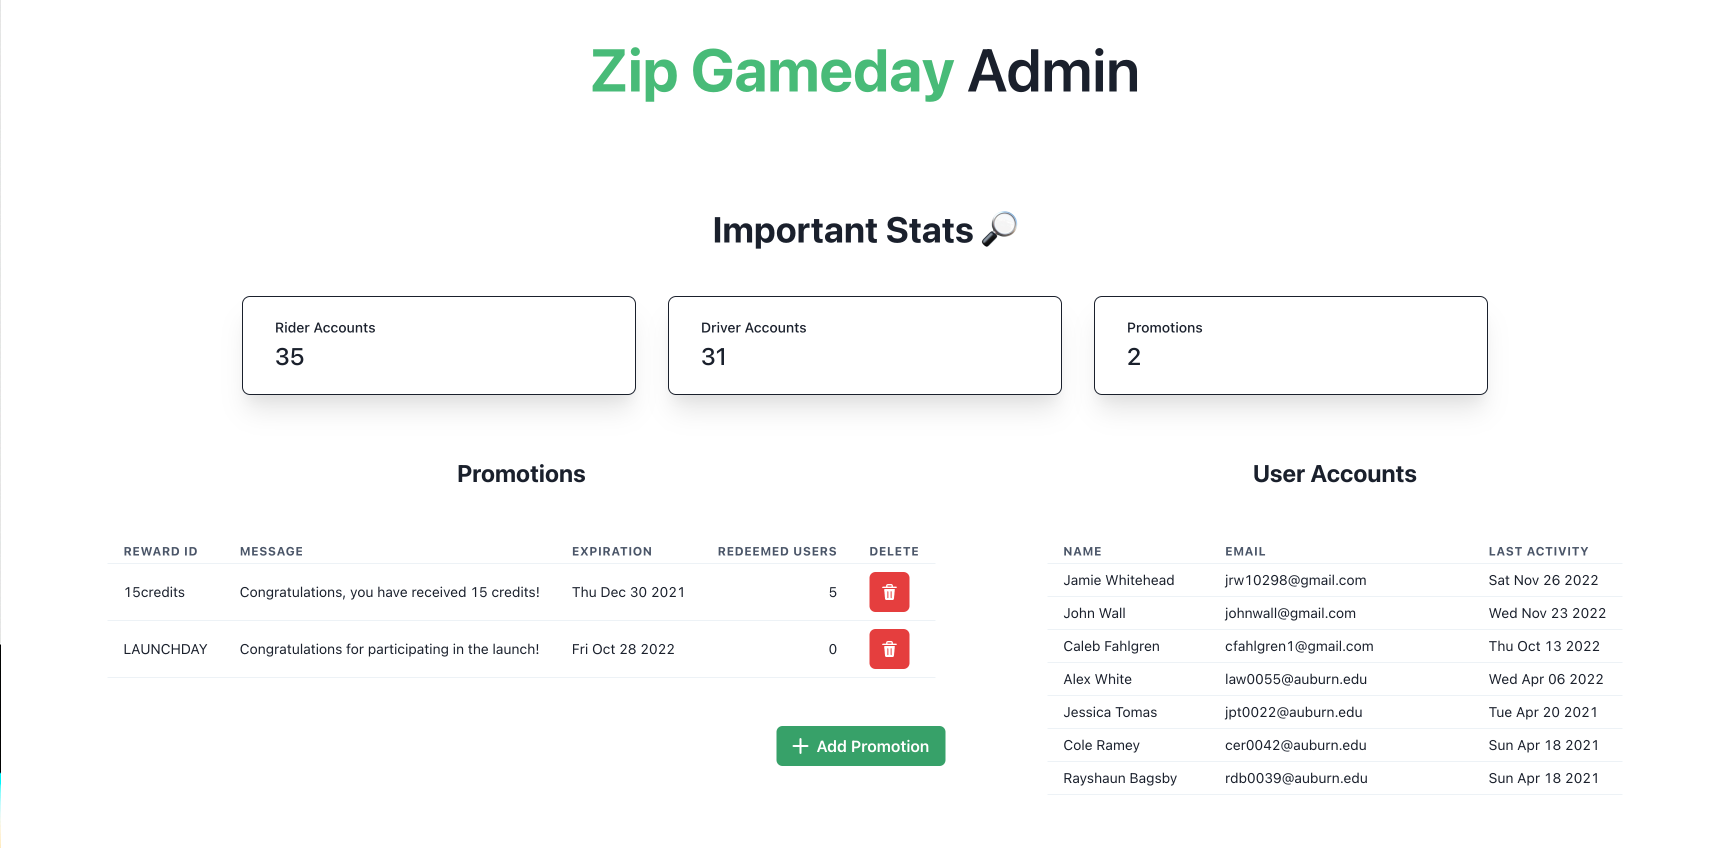 Zip Gameday Admin
Important Stats 🔎
Rider Accounts
35
Driver Accounts
31
Promotions
2
Promotions
REWARD ID MESSAGE EXPIRATION REDEEMED USERS DELETE
15credits Congratulations, you have received 15 credits! Thu Dec 30 2021 5
LAUNCHDAY Congratulations for participating in the launch! Fri Oct 28 2022 0
Add Promotion
User Accounts
NAME EMAIL LAST ACTIVITY
Jamie Whitehead jrw10298@gmail.com Sat Nov 26 2022
John Wall johnwall@gmail.com Wed Nov 23 2022
Caleb Fahlgren cfahlgren1@gmail.com Thu Oct 13 2022
Alex White law0055@auburn.edu Wed Apr 06 2022
Jessica Tomas jpt0022@auburn.edu Tue Apr 20 2021
Cole Ramey cer0042@auburn.edu Sun Apr 18 2021
Rayshaun Bagsby rdb0039@auburn.edu Sun Apr 18 2021